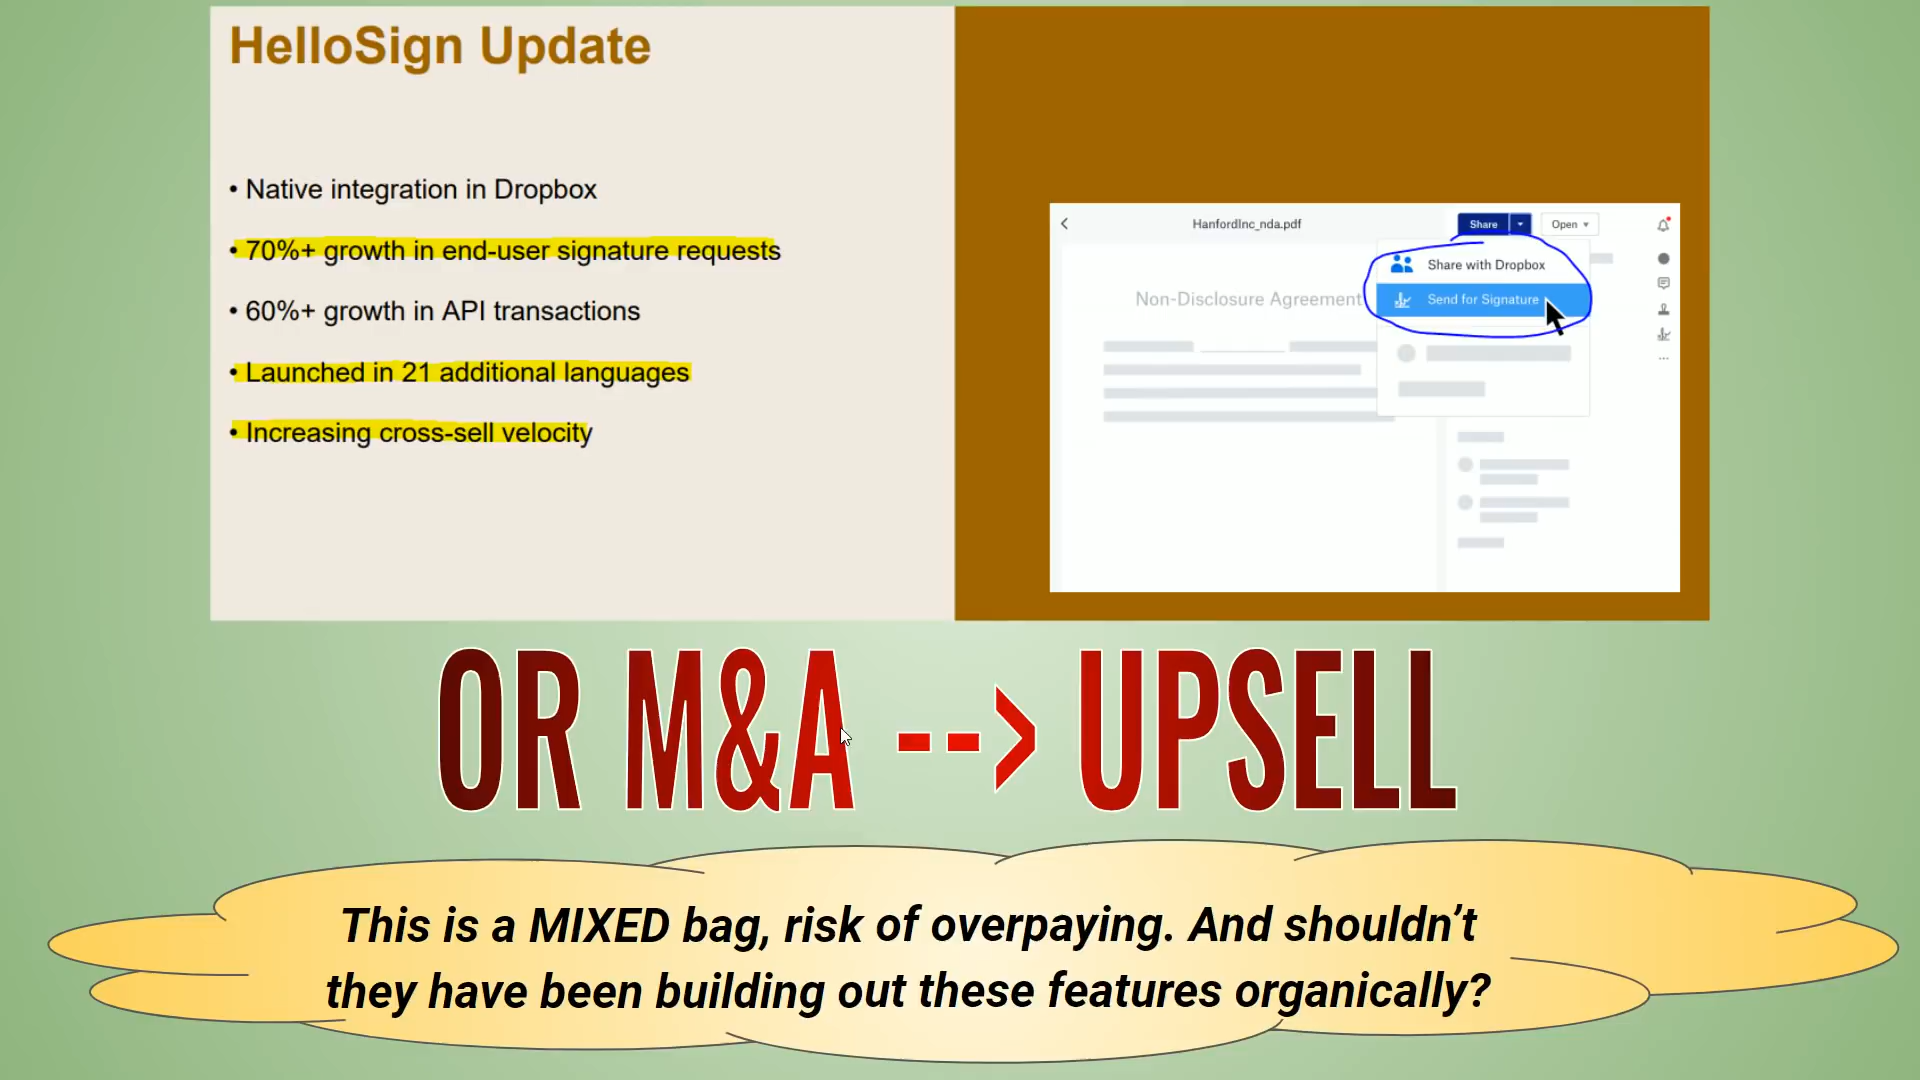 HelloSign Update
• Native integration in Dropbox
• 70%+ growth in end-user signature requests
• 60%+ growth in API transactions
• Launched in 21 additional languages
• Increasing cross-sell velocity
HanfordInc_nda.pdf
Share
Open
Share with Dropbox
Send for Signature
Non-Disclosure Agreement
OR M&A --> UPSELL
This is a MIXED bag, risk of overpaying. And shouldn’t
they have been building out these features organically?